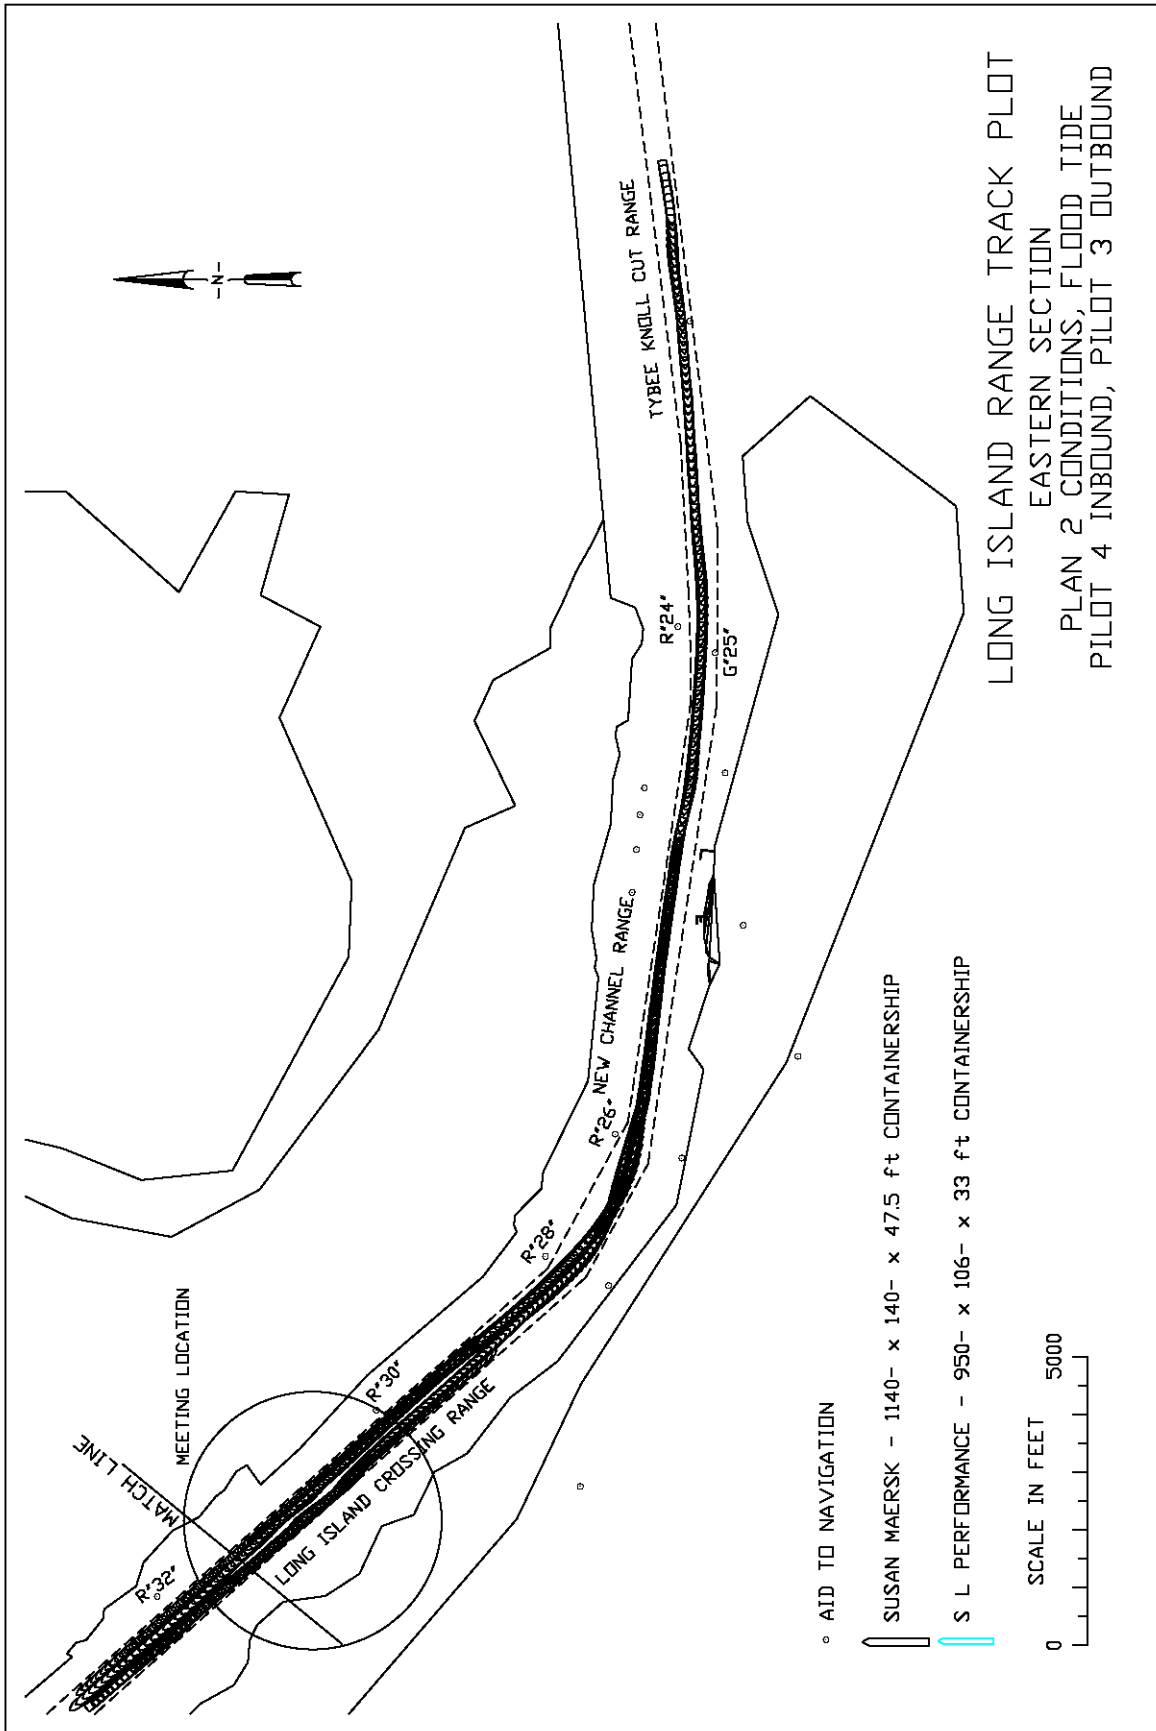 LONG ISLAND RANGE TRACK PLOT
EASTERN SECTION
PLAN 2 CONDITIONS, FLOOD TIDE
PILOT 4 INBOUND, PILOT 3 OUTBOUND
MEETING LOCATION
MATCH LINE
R"32"
R"30"
LONG ISLAND CROSSING RANGE
R"28"
R"26"
NEW CHANNEL RANGE
R"24"
G"25"
TYBEE KNOLL CUT RANGE
-N-
AID TO NAVIGATION
SUSAN MAERSK - 1140- x 140- x 47.5 ft CONTAINERSHIP
S L PERFORMANCE - 950- x 106- x 33 ft CONTAINERSHIP
SCALE IN FEET
0 5000